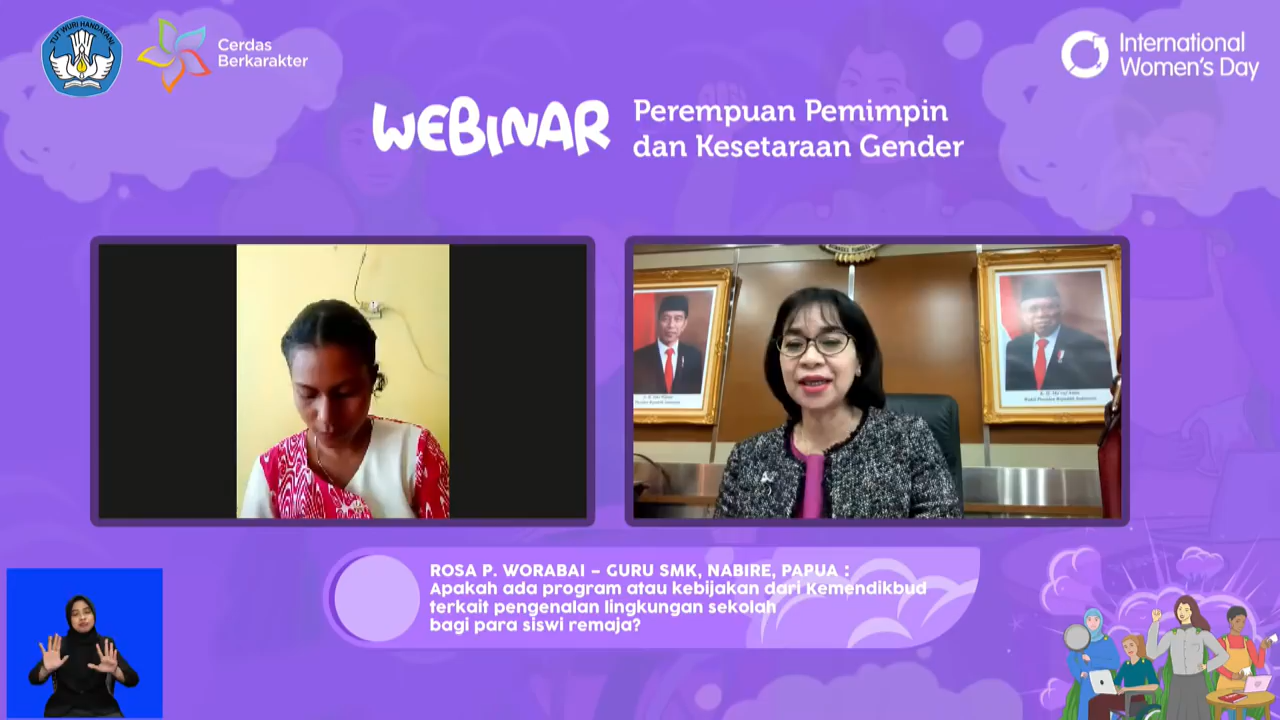 TUT WURI HANDAYANI
Cerdas
Berkarakter
International
Women's Day
WEBINAR
Perempuan Pemimpin
dan Kesetaraan Gender
ROSA P. WORABAI – GURU SMK, NABIRE, PAPUA :
Apakah ada program atau kebijakan dari Kemendikbud
terkait pengenalan lingkungan sekolah
bagi para siswi remaja?